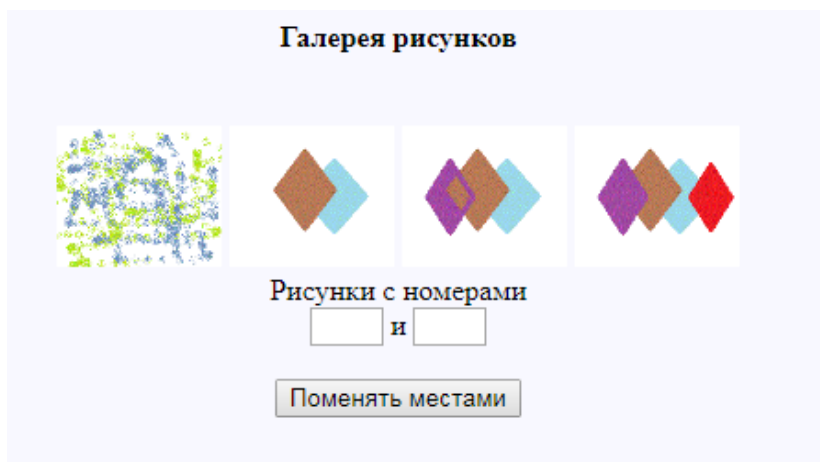 Галерея рисунков
Рисунки с номерами
и
Поменять местами